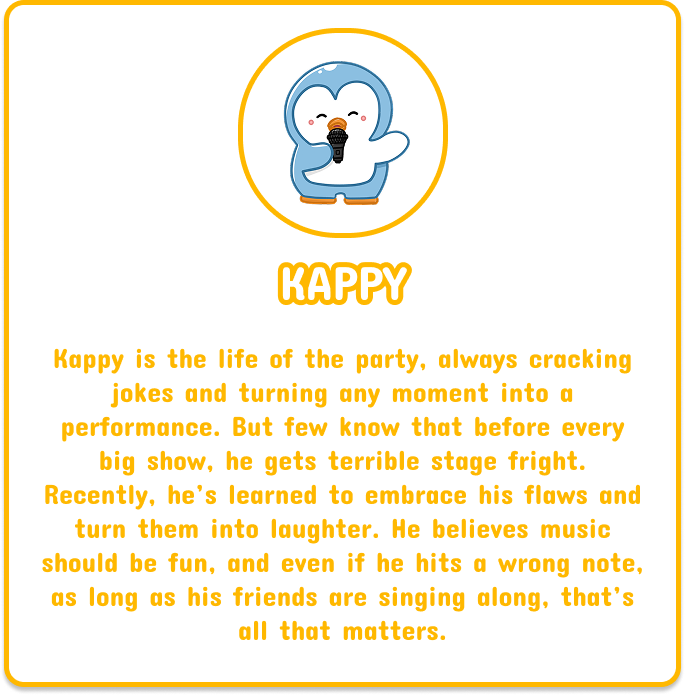 KAPPY
Kappy is the life of the party, always cracking
jokes and turning any moment into a
performance. But few know that before every
big show, he gets terrible stage fright.
Recently, he's learned to embrace his flaws and
turn them into laughter. He believes music
should be fun, and even if he hits a wrong note,
as long as his friends are singing along, that's
all that matters.